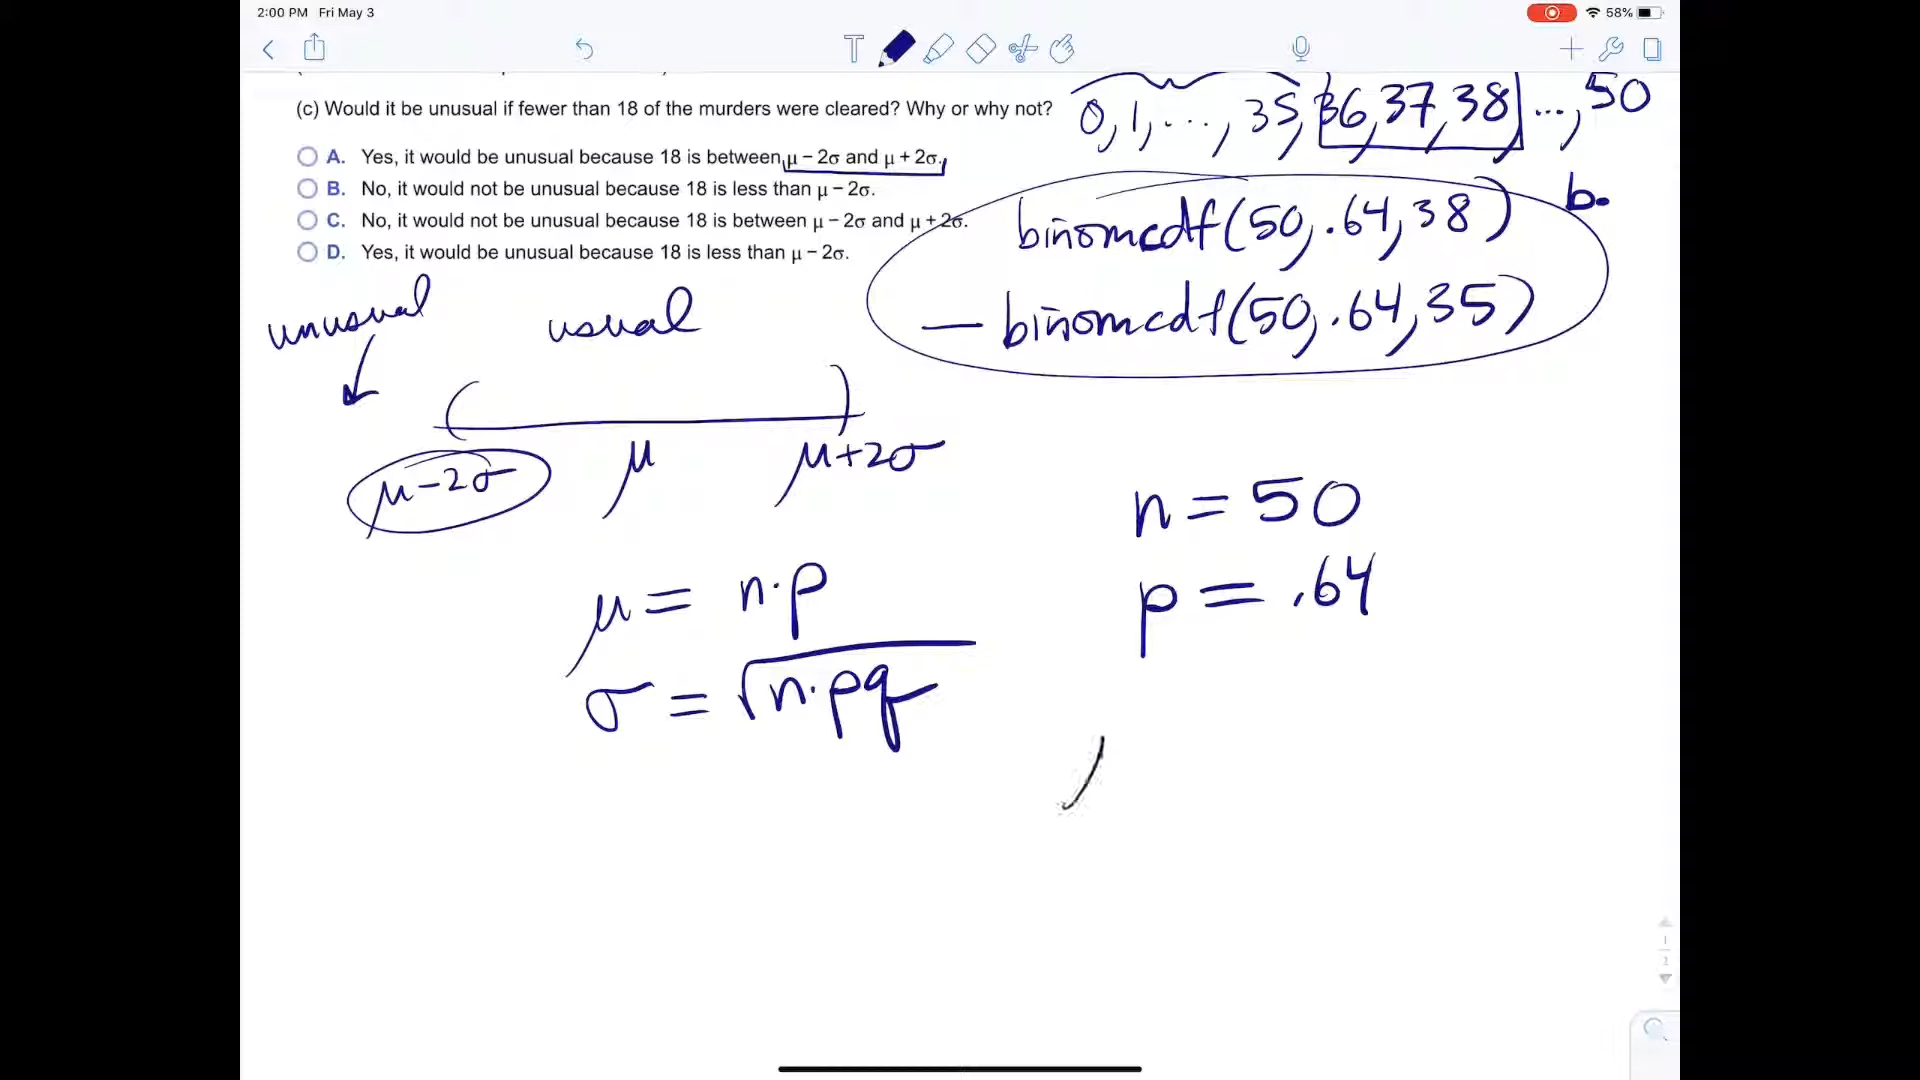 2:00 PM Fri May 3
58%
T
(c) Would it be unusual if fewer than 18 of the murders were cleared? Why or why not?
0, 1, ..., 35, 36, 37, 38, ..., 50
A. Yes, it would be unusual because 18 is between μ − 2σ and μ + 2σ.
B. No, it would not be unusual because 18 is less than μ − 2σ.
C. No, it would not be unusual because 18 is between μ − 2σ and μ + 2σ.
D. Yes, it would be unusual because 18 is less than μ − 2σ.
b.
binomcdf(50, .64, 38)
— binomcdf(50, .64, 35)
unusual usual
μ−2σ μ μ+2σ
n = 50
p = .64
μ = n·p
σ = √n·pq
1
2